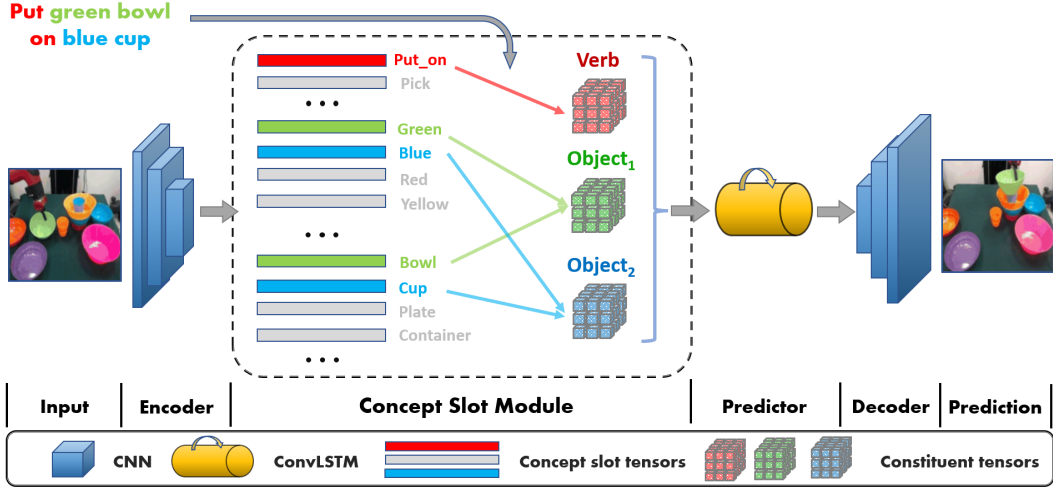 Put green bowl
on blue cup
Put_on
Pick
...
Green
Blue
Red
Yellow
...
Bowl
Cup
Plate
Container
...
Verb
Object1
Object2
Input
Encoder
Concept Slot Module
Predictor
Decoder
Prediction
CNN
ConvLSTM
Concept slot tensors
Constituent tensors